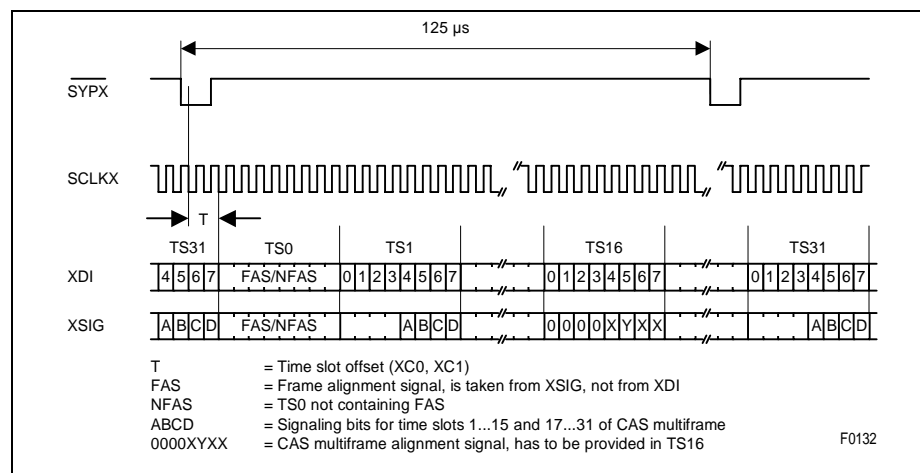 125 µs
SYPX
SCLKX
T
TS31 TS0 TS1 TS16 TS31
XDI 4 5 6 7 FAS/NFAS 0 1 2 3 4 5 6 7 0 1 2 3 4 5 6 7 0 1 2 3 4 5 6 7
XSIG A B C D FAS/NFAS A B C D 0 0 0 0 X Y X X A B C D
T = Time slot offset (XC0, XC1)
FAS = Frame alignment signal, is taken from XSIG, not from XDI
NFAS = TS0 not containing FAS
ABCD = Signaling bits for time slots 1...15 and 17...31 of CAS multiframe
0000XYXX = CAS multiframe alignment signal, has to be provided in TS16
F0132